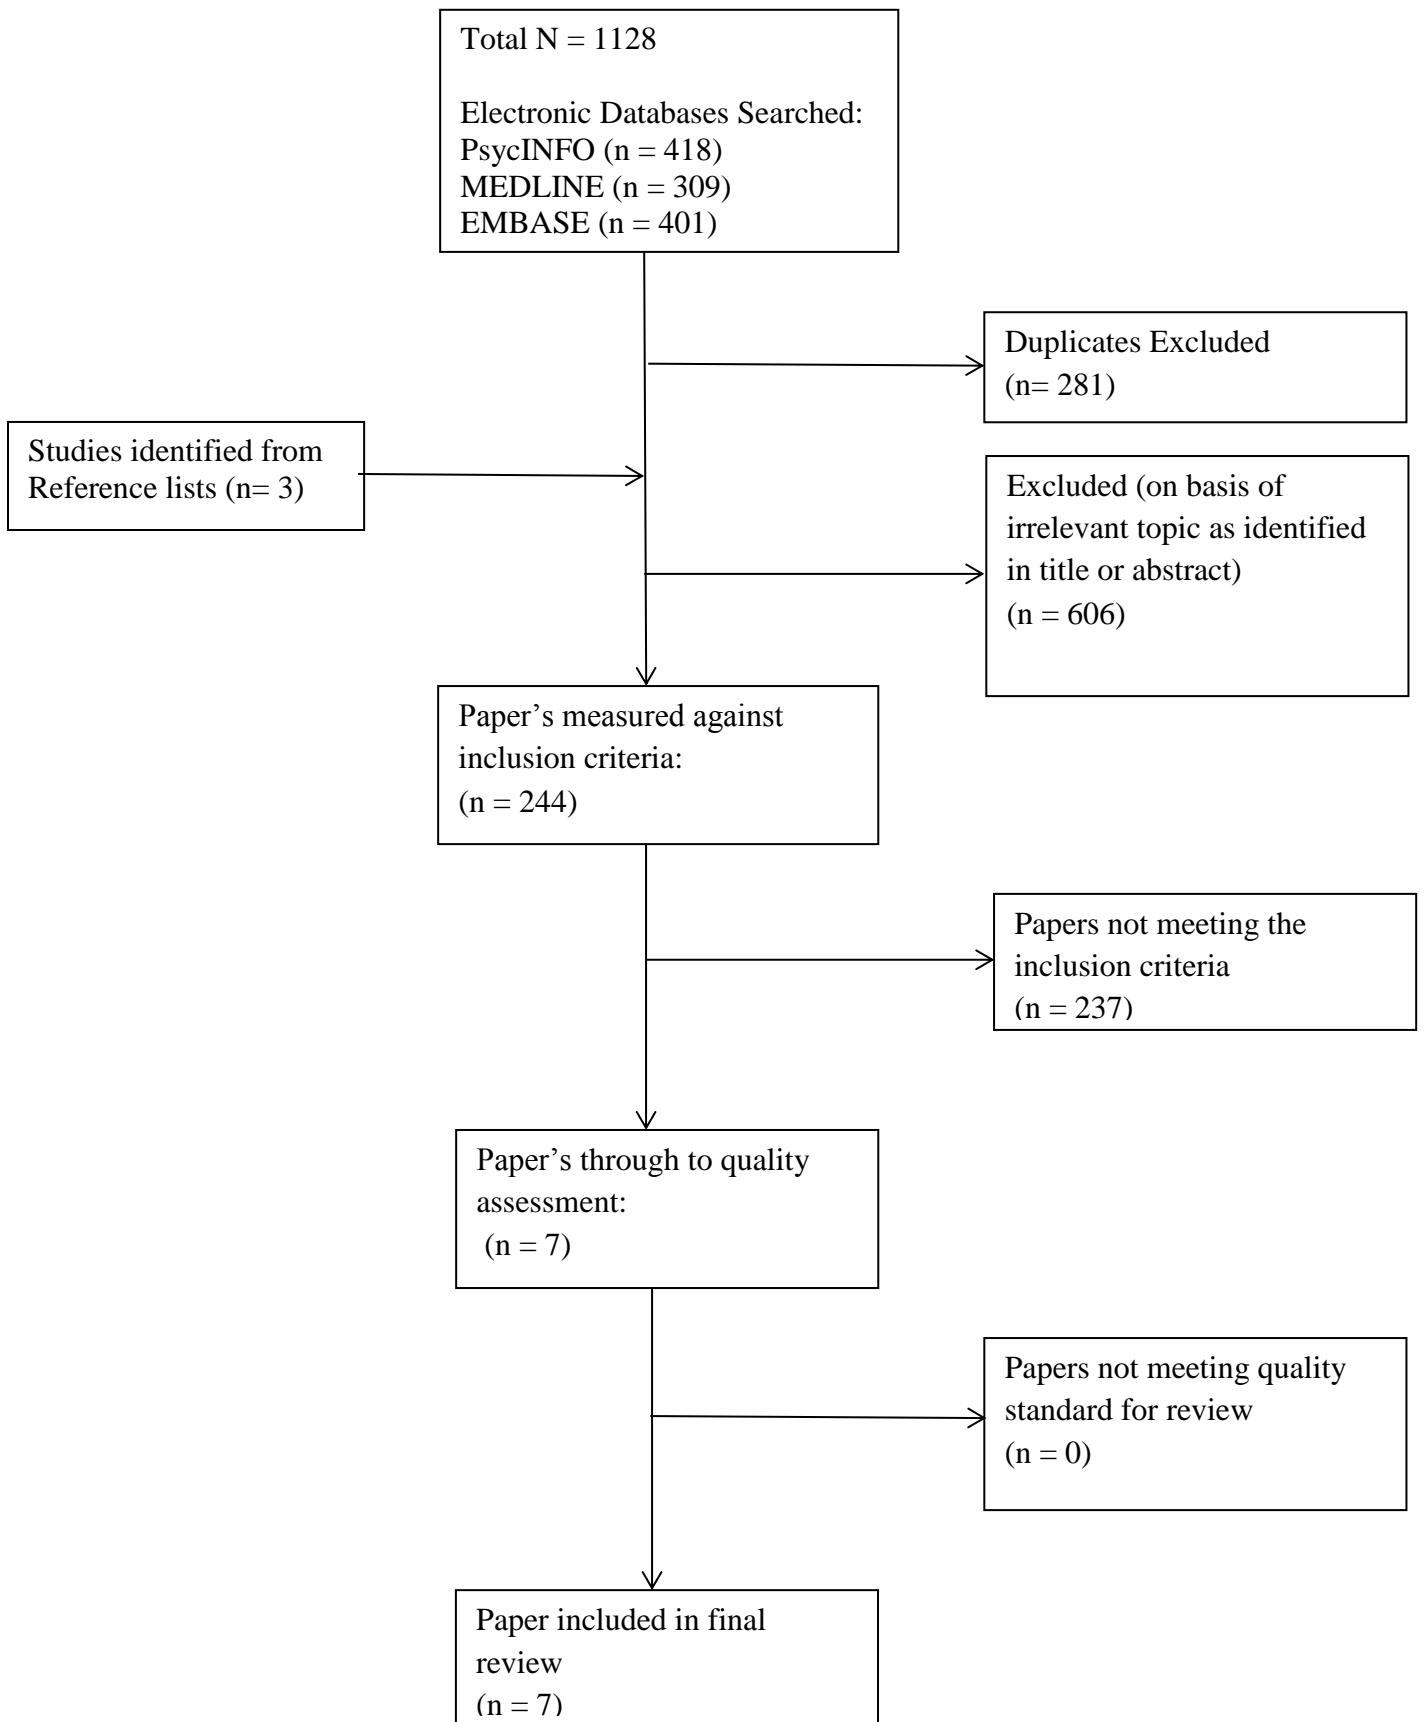 Total N = 1128
Electronic Databases Searched:
PsycINFO (n = 418)
MEDLINE (n = 309)
EMBASE (n = 401)
Duplicates Excluded
(n= 281)
Studies identified from
Reference lists (n= 3)
Excluded (on basis of
irrelevant topic as identified
in title or abstract)
(n = 606)
Paper’s measured against
inclusion criteria:
(n = 244)
Papers not meeting the
inclusion criteria
(n = 237)
Paper’s through to quality
assessment:
(n = 7)
Papers not meeting quality
standard for review
(n = 0)
Paper included in final
review
(n = 7)